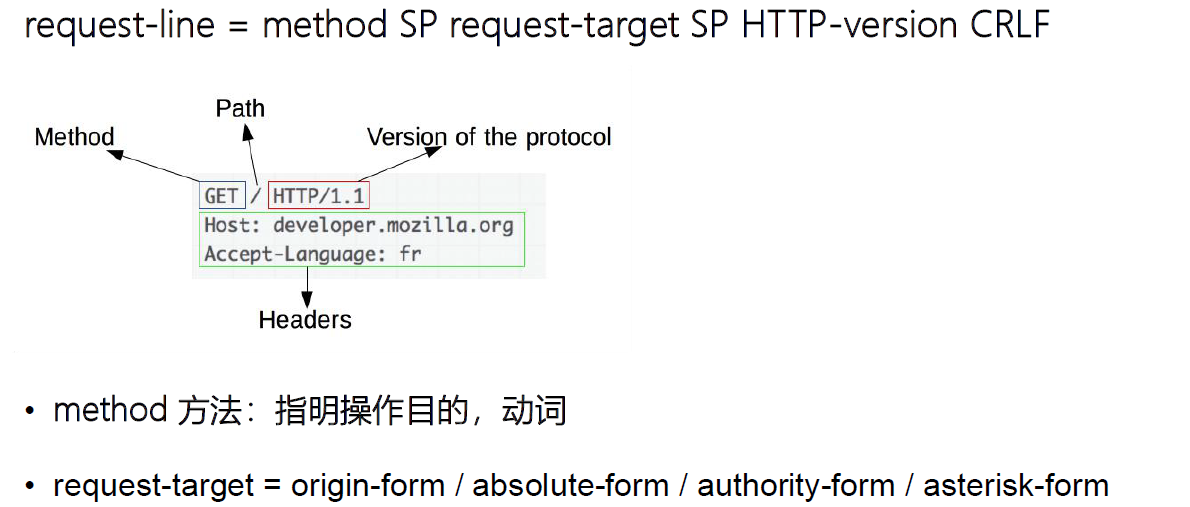 request-line = method SP request-target SP HTTP-version CRLF
Path
Method
Version of the protocol
GET / HTTP/1.1
Host: developer.mozilla.org
Accept-Language: fr
Headers
• method 方法：指明操作目的，动词
• request-target = origin-form / absolute-form / authority-form / asterisk-form